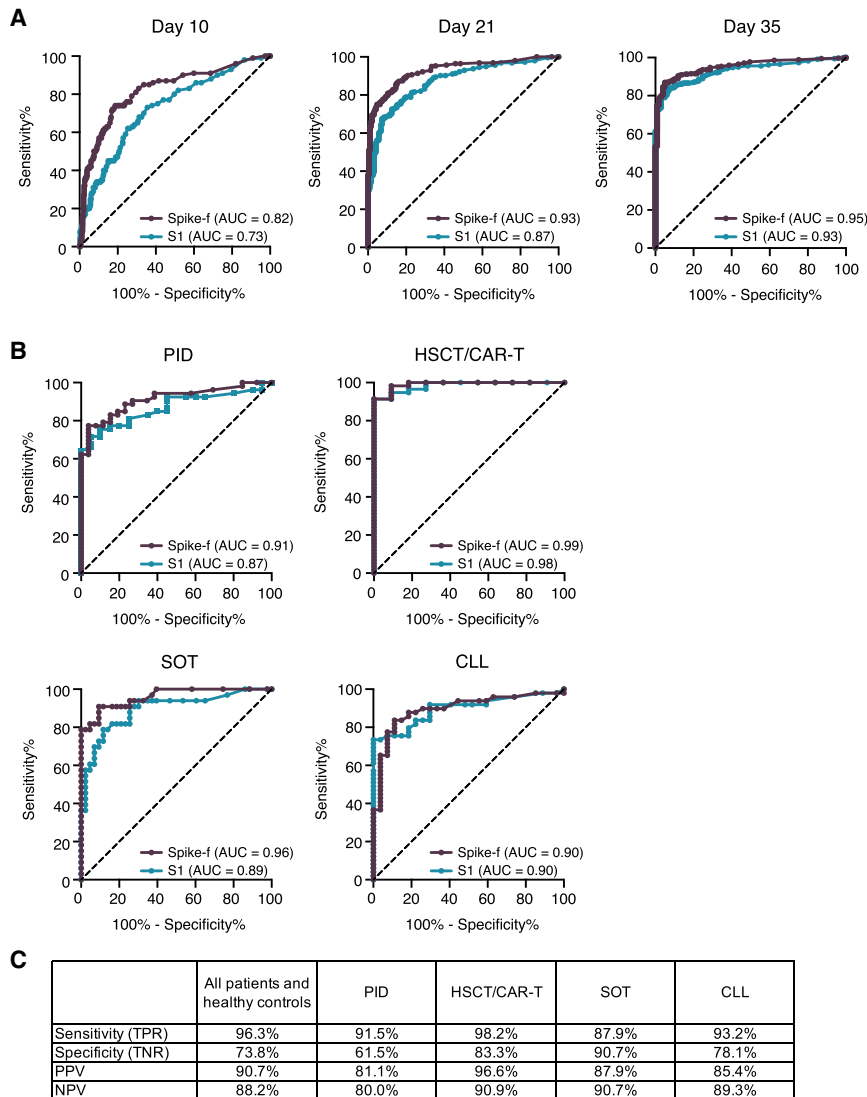 A
Day 10
Day 21
Day 35
Sensitivity%
100
80
60
40
20
0
Spike-f (AUC = 0.82)
S1 (AUC = 0.73)
0 20 40 60 80 100
100% - Specificity%
Sensitivity%
100
80
60
40
20
0
Spike-f (AUC = 0.93)
S1 (AUC = 0.87)
0 20 40 60 80 100
100% - Specificity%
Sensitivity%
100
80
60
40
20
0
Spike-f (AUC = 0.95)
S1 (AUC = 0.93)
0 20 40 60 80 100
100% - Specificity%
B
PID
HSCT/CAR-T
Sensitivity%
100
80
60
40
20
0
Spike-f (AUC = 0.91)
S1 (AUC = 0.87)
0 20 40 60 80 100
100% - Specificity%
Sensitivity%
100
80
60
40
20
0
Spike-f (AUC = 0.99)
S1 (AUC = 0.98)
0 20 40 60 80 100
100% - Specificity%
SOT
CLL
Sensitivity%
100
80
60
40
20
0
Spike-f (AUC = 0.96)
S1 (AUC = 0.89)
0 20 40 60 80 100
100% - Specificity%
Sensitivity%
100
80
60
40
20
0
Spike-f (AUC = 0.90)
S1 (AUC = 0.90)
0 20 40 60 80 100
100% - Specificity%
C
All patients and
healthy controls
PID HSCT/CAR-T SOT CLL
Sensitivity (TPR) 96.3% 91.5% 98.2% 87.9% 93.2%
Specificity (TNR) 73.8% 61.5% 83.3% 90.7% 78.1%
PPV 90.7% 81.1% 96.6% 87.9% 85.4%
NPV 88.2% 80.0% 90.9% 90.7% 89.3%